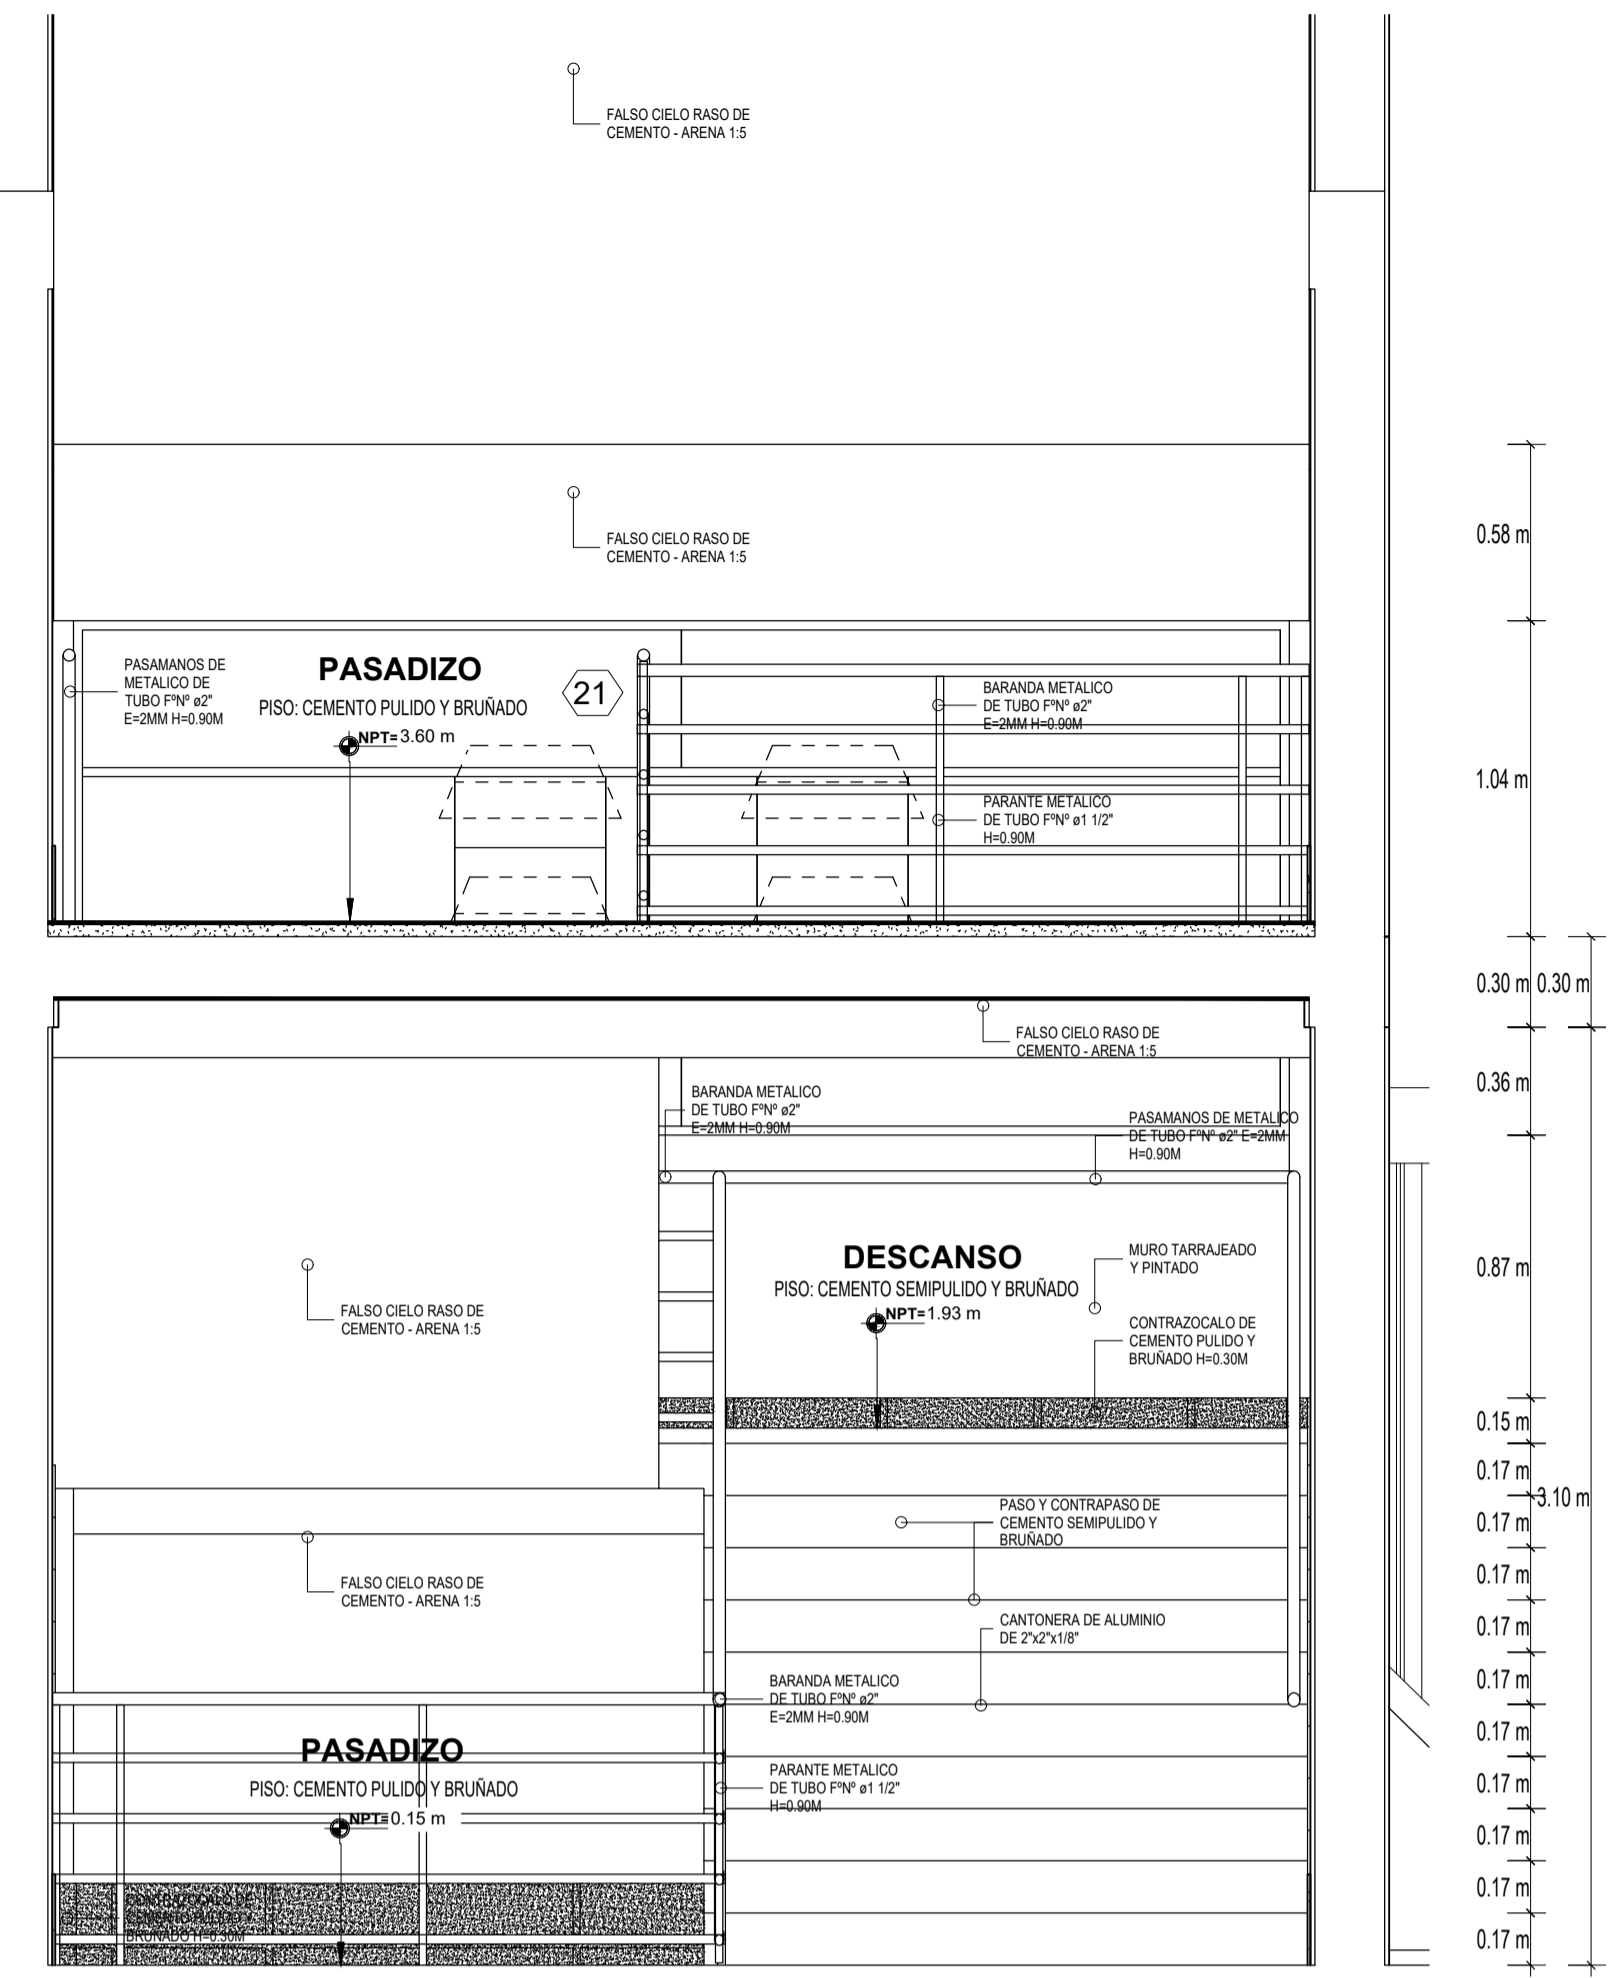 FALSO CIELO RASO DE
CEMENTO - ARENA 1:5
FALSO CIELO RASO DE
CEMENTO - ARENA 1:5
0.58 m
PASAMANOS DE
METALICO DE
TUBO FºNº ø2"
E=2MM H=0.90M
PASADIZO
PISO: CEMENTO PULIDO Y BRUÑADO
NPT= 3.60 m
21
BARANDA METALICO
DE TUBO FºNº ø2"
E=2MM H=0.90M
PARANTE METALICO
DE TUBO FºNº ø1 1/2"
H=0.90M
1.04 m
0.30 m 0.30 m
FALSO CIELO RASO DE
CEMENTO - ARENA 1:5
0.36 m
BARANDA METALICO
DE TUBO FºNº ø2"
E=2MM H=0.90M
PASAMANOS DE METALICO
DE TUBO FºNº ø2" E=2MM
H=0.90M
DESCANSO
PISO: CEMENTO SEMIPULIDO Y BRUÑADO
NPT= 1.93 m
MURO TARRAJEADO
Y PINTADO
CONTRAZOCALO DE
CEMENTO PULIDO Y
BRUÑADO H=0.30M
0.87 m
FALSO CIELO RASO DE
CEMENTO - ARENA 1:5
0.15 m
0.17 m
3.10 m
PASO Y CONTRAPASO DE
CEMENTO SEMIPULIDO Y
BRUÑADO
0.17 m
0.17 m
FALSO CIELO RASO DE
CEMENTO - ARENA 1:5
CANTONERA DE ALUMINIO
DE 2"x2"x1/8"
0.17 m
0.17 m
BARANDA METALICO
DE TUBO FºNº ø2"
E=2MM H=0.90M
0.17 m
PASADIZO
PISO: CEMENTO PULIDO Y BRUÑADO
NPT= 0.15 m
PARANTE METALICO
DE TUBO FºNº ø1 1/2"
H=0.90M
0.17 m
0.17 m
0.17 m
CONTRAZOCALO DE
CEMENTO PULIDO Y
BRUÑADO H=0.30M
0.17 m